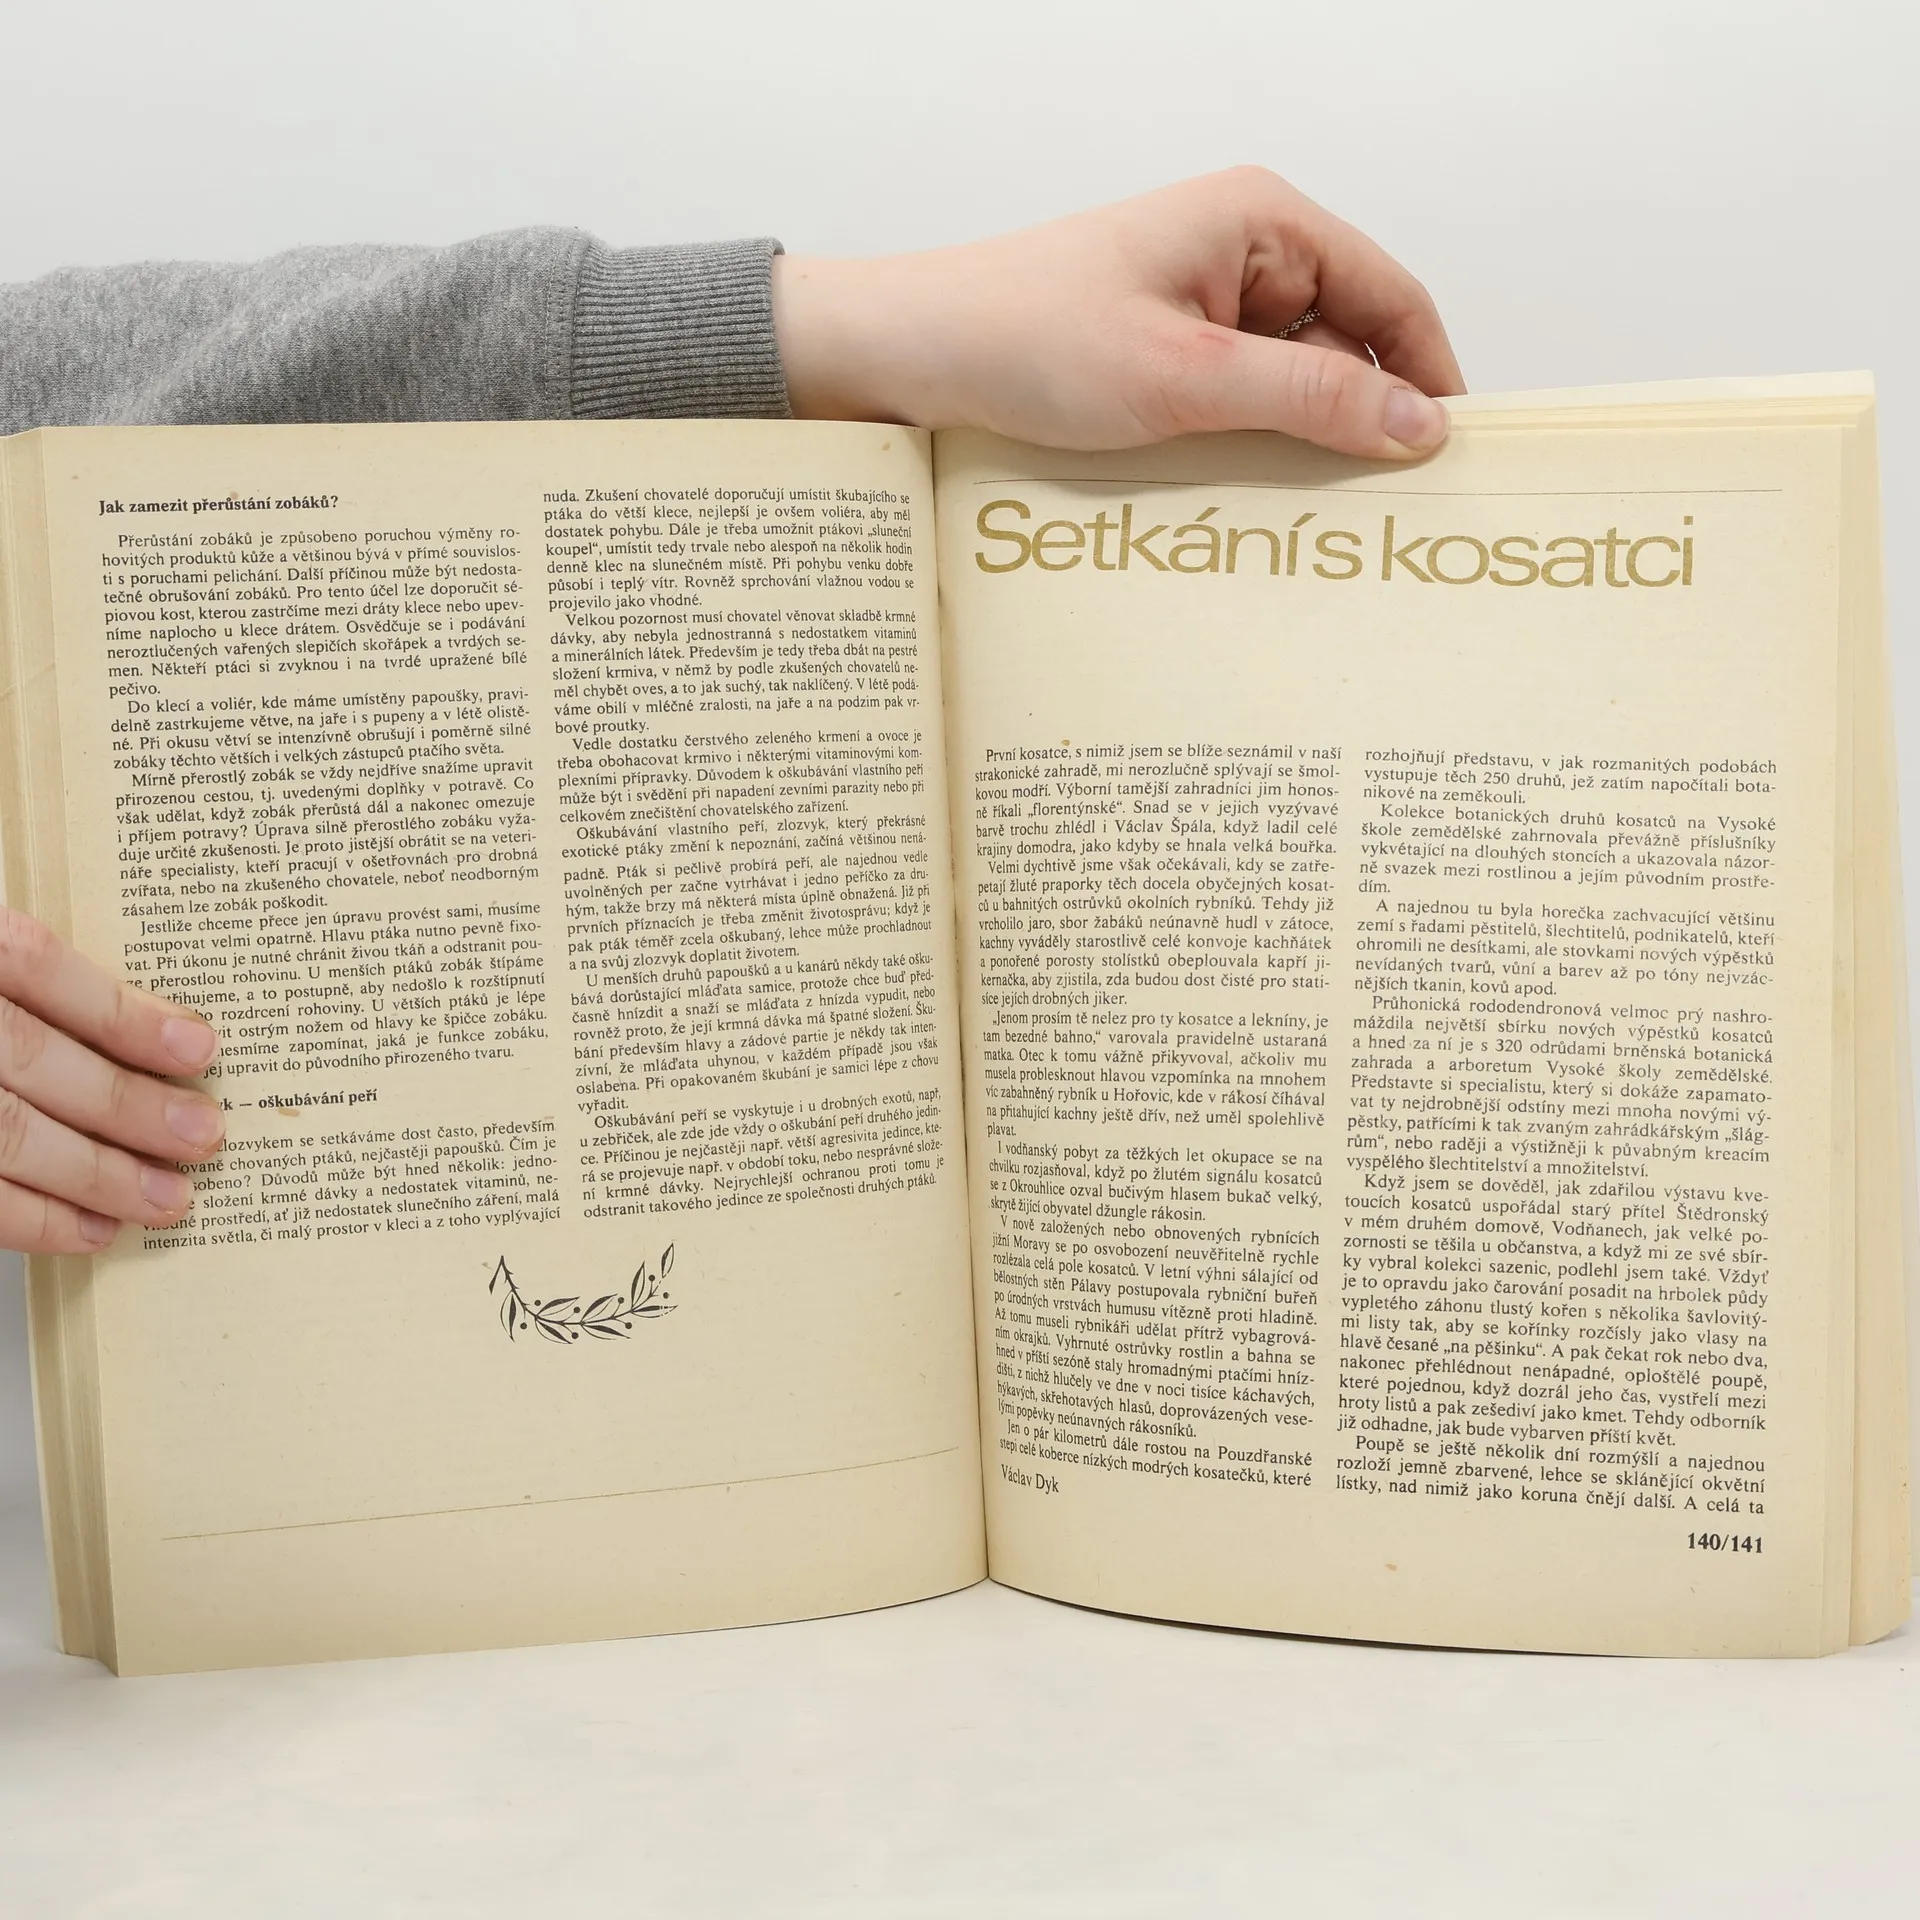 Jak zamezit přerůstání zobáků?
Přerůstání zobáků je způsobeno poruchou výměny ro-
hovitých produktů kůže a většinou bývá v přímé souvislos-
ti s poruchami pelichání. Další příčinou může být nedosta-
tečné obrušování zobáků. Pro tento účel lze doporučit sé-
piovou kost, kterou zastrčíme mezi dráty klece nebo upev-
níme naplocho u klece drátem. Osvědčuje se i podávání
neroztlučených vařených slepičích skořápek a tvrdých se-
men. Někteří ptáci si zvyknou i na tvrdé upražené bílé
pečivo.
Do klecí a voliér, kde máme umístěny papoušky, pravi-
delně zastrkujeme větve, na jaře i s pupeny a v létě olistě-
né. Při okusu větví se intenzívně obrušují i poměrně silné
zobáky těchto větších i velkých zástupců ptačího světa.
Mírně přerostlý zobák se vždy nejdříve snažíme upravit
přirozenou cestou, tj. uvedenými doplňky v potravě. Co
však udělat, když zobák přerůstá dál a nakonec omezuje
i příjem potravy? Úprava silně přerostlého zobáku vyža-
duje určité zkušenosti. Je proto jistější obrátit se na veteri-
náře specialisty, kteří pracují v ošetřovnách pro drobná
zvířata, nebo na zkušeného chovatele, neboť neodborným
zásahem lze zobák poškodit.
Jestliže chceme přece jen úpravu provést sami, musíme
postupovat velmi opatrně. Hlavu ptáka nutno pevně fixo-
vat. Při úkonu je nutné chránit živou tkáň a odstranit pou-
ze přerostlou rohovinu. U menších ptáků zobák štípáme
a to postupně, aby nedošlo k rozštípnutí
rozdrcení rohoviny. U větších ptáků je lépe
ostrým nožem od hlavy ke špičce zobáku.
nesmíme zapomínat, jaká je funkce zobáku,
jej upravit do původního přirozeného tvaru.
— oškubávání peří
zlozvykem se setkáváme dost často, především
chovaných ptáků, nejčastěji papoušků. Čím je
Důvodů může být hned několik: jedno-
složení krmné dávky a nedostatek vitaminů, ne-
prostředí, ať již nedostatek slunečního záření, malá
intenzita světla, či malý prostor v kleci a z toho vyplývající
nuda. Zkušení chovatelé doporučují umístit škubajícího se
ptáka do větší klece, nejlepší je ovšem voliéra, aby měl
dostatek pohybu. Dále je třeba umožnit ptákovi „sluneční
koupel“, umístit tedy trvale nebo alespoň na několik hodin
denně klec na slunečném místě. Při pohybu venku dobře
působí i teplý vítr. Rovněž sprchování vlažnou vodou se
projevilo jako vhodné.
Velkou pozornost musí chovatel věnovat skladbě krmné
dávky, aby nebyla jednostranná s nedostatkem vitaminů
a minerálních látek. Především je tedy třeba dbát na pestré
složení krmiva, v němž by podle zkušených chovatelů ne-
měl chybět oves, a to jak suchý, tak naklíčený. V létě podá-
váme obilí v mléčné zralosti, na jaře a na podzim pak vr-
bové proutky.
Vedle dostatku čerstvého zeleného krmení a ovoce je
třeba obohacovat krmivo i některými vitaminovými kom-
plexními přípravky. Důvodem k oškubávání vlastního peří
může být i svědění při napadení zevními parazity nebo při
celkovém znečištění chovatelského zařízení.
Oškubávání vlastního peří, zlozvyk, který překrásné
exotické ptáky změní k nepoznání, začíná většinou nená-
padně. Pták si pečlivě probírá peří, ale najednou vedle
uvolněných per začne vytrhávat i jedno peříčko za dru-
hým, takže brzy má některá místa úplně obnažená. Již při
prvních příznacích je třeba změnit životosprávu; když je
pak pták téměř zcela oškubaný, lehce může prochladnout
a na svůj zlozvyk doplatit životem.
U menších druhů papoušků a u kanárů někdy také ošku-
bává dorůstající mláďata samice, protože chce buď před-
časně hnízdit a snaží se mláďata z hnízda vypudit, nebo
rovněž proto, že její krmná dávka má špatné složení. Šku-
bání především hlavy a zádové partie je někdy tak inten-
zívní, že mláďata uhynou, v každém případě jsou však
oslabena. Při opakovaném škubání je samici lépe z chovu
vyřadit.
Oškubávání peří se vyskytuje i u drobných exotů, např.
u zebřiček, ale zde jde vždy o oškubání peří druhého jedin-
ce. Příčinou je nejčastěji např. větší agresivita jedince, kte-
rá se projevuje např. v období toku, nebo nesprávné slože-
ní krmné dávky. Nejrychlejší ochranou proti tomu je
odstranit takového jedince ze společnosti druhých ptáků.
Setkání s kosatci
První kosatce, s nimiž jsem se blíže seznámil v naší
strakonické zahradě, mi nerozlučně splývají se šmol-
kovou modří. Výborní tamější zahradníci jim honos-
ně říkali „florentýnské“. Snad se v jejich vyzývavé
barvě trochu zhlédl i Václav Špála, když ladil celé
krajiny domodra, jako kdyby se hnala velká bouřka.
Velmi dychtivě jsme však očekávali, kdy se zatře-
petají žluté praporky těch docela obyčejných kosat-
ců u bahnitých ostrůvků okolních rybníků. Tehdy již
vrcholilo jaro, sbor žabáků neúnavně hudl v zátoce,
kachny vyváděly starostlivě celé konvoje kachňátek
a ponořené porosty stolístků obeplouvala kapří ji-
kernačka, aby zjistila, zda budou dost čisté pro stati-
síce jejích drobných jiker.
„Jenom prosím tě nelez pro ty kosatce a lekníny, je
tam bezedné bahno,“ varovala pravidelně ustaraná
matka. Otec k tomu vážně přikyvoval, ačkoliv mu
musela problesknout hlavou vzpomínka na mnohem
víc zabahněný rybník u Hořovic, kde v rákosí číhával
na přitahující kachny ještě dřív, než uměl spolehlivě
plavat.
I vodňanský pobyt za těžkých let okupace se na
chvilku rozjasňoval, když po žlutém signálu kosatců
se z Okrouhlice ozval bučivým hlasem bukač velký,
skrytě žijící obyvatel džungle rákosin.
V nově založených nebo obnovených rybnících
jižní Moravy se po osvobození neuvěřitelně rychle
rozlézala celá pole kosatců. V letní výhni sálající od
bělostných stěn Pálavy postupovala rybniční buřeň
po úrodných vrstvách humusu vítězně proti hladině.
Až tomu museli rybnikáři udělat přítrž vybagrová-
ním okrajků. Vyhrnuté ostrůvky rostlin a bahna se
hned v příští sezóně staly hromadnými ptačími hníz-
dišti, z nichž hlučely ve dne v noci tisíce káchavých,
hýkavých, skřehotavých hlasů, doprovázených vese-
lými popěvky neúnavných rákosníků.
Jen o pár kilometrů dále rostou na Pouzdřanské
stepi celé koberce nízkých modrých kosatečků, které
Václav Dyk
rozhojňují představu, v jak rozmanitých podobách
vystupuje těch 250 druhů, jež zatím napočítali bota-
nikové na zeměkouli.
Kolekce botanických druhů kosatců na Vysoké
škole zemědělské zahrnovala převážně příslušníky
vykvétající na dlouhých stoncích a ukazovala názor-
ně svazek mezi rostlinou a jejím původním prostře-
dím.
A najednou tu byla horečka zachvacující většinu
zemí s řadami pěstitelů, šlechtitelů, podnikatelů, kteří
ohromili ne desítkami, ale stovkami nových výpěstků
nevídaných tvarů, vůní a barev až po tóny nejvzác-
nějších tkanin, kovů apod.
Průhonická rododendronová velmoc prý nashro-
máždila největší sbírku nových výpěstků kosatců
a hned za ní je s 320 odrůdami brněnská botanická
zahrada a arboretum Vysoké školy zemědělské.
Představte si specialistu, který si dokáže zapamato-
vat ty nejdrobnější odstíny mezi mnoha novými vý-
pěstky, patřícími k tak zvaným zahrádkářským „šlág-
rům“, nebo raději a výstižněji k půvabným kreacím
vyspělého šlechtitelství a množitelství.
Když jsem se dověděl, jak zdařilou výstavu kve-
toucích kosatců uspořádal starý přítel Štědronský
v mém druhém domově, Vodňanech, jak velké po-
zornosti se těšila u občanstva, a když mi ze své sbír-
ky vybral kolekci sazenic, podlehl jsem také. Vždyť
je to opravdu jako čarování posadit na hrbolek půdy
vypletého záhonu tlustý kořen s několika šavlovitý-
mi listy tak, aby se kořínky rozčísly jako vlasy na
hlavě česané „na pěšinku“. A pak čekat rok nebo dva,
nakonec přehlédnout nenápadné, oploštělé poupě,
které pojednou, když dozrál jeho čas, vystřelí mezi
hroty listů a pak zešediví jako kmet. Tehdy odborník
již odhadne, jak bude vybarven příští květ.
Poupě se ještě několik dní rozmýšlí a najednou
rozloží jemně zbarvené, lehce se sklánějící okvětní
lístky, nad nimiž jako koruna čnějí další. A celá ta
140/141